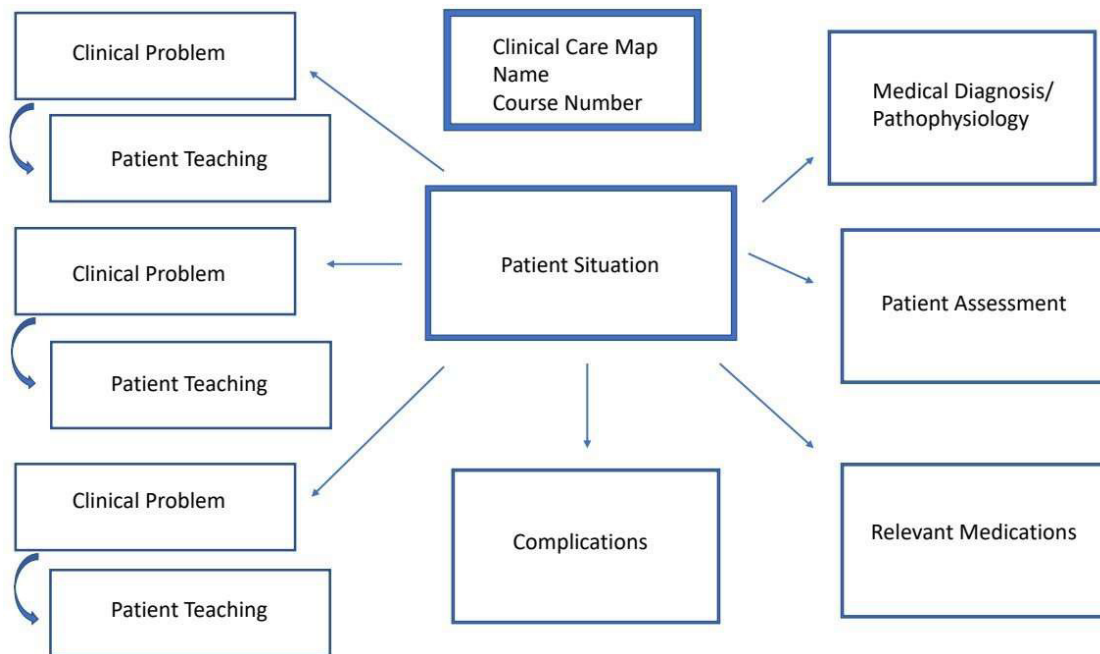 Clinical Problem
Patient Teaching
Clinical Problem
Patient Teaching
Clinical Problem
Patient Teaching
Clinical Care Map
Name
Course Number
Patient Situation
Complications
Medical Diagnosis/
Pathophysiology
Patient Assessment
Relevant Medications